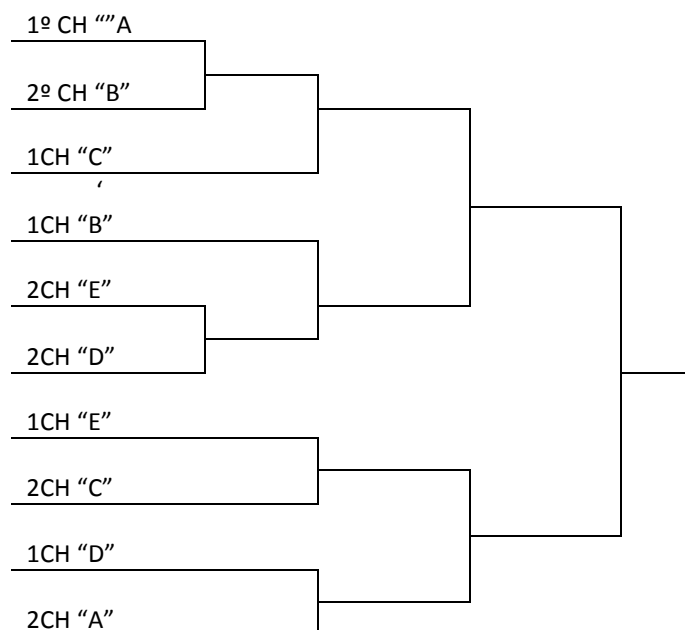 1º CH “”A
2º CH “B”
1CH “C”
‘
1CH “B”
2CH “E”
2CH “D”
1CH “E”
2CH “C”
1CH “D”
2CH “A”